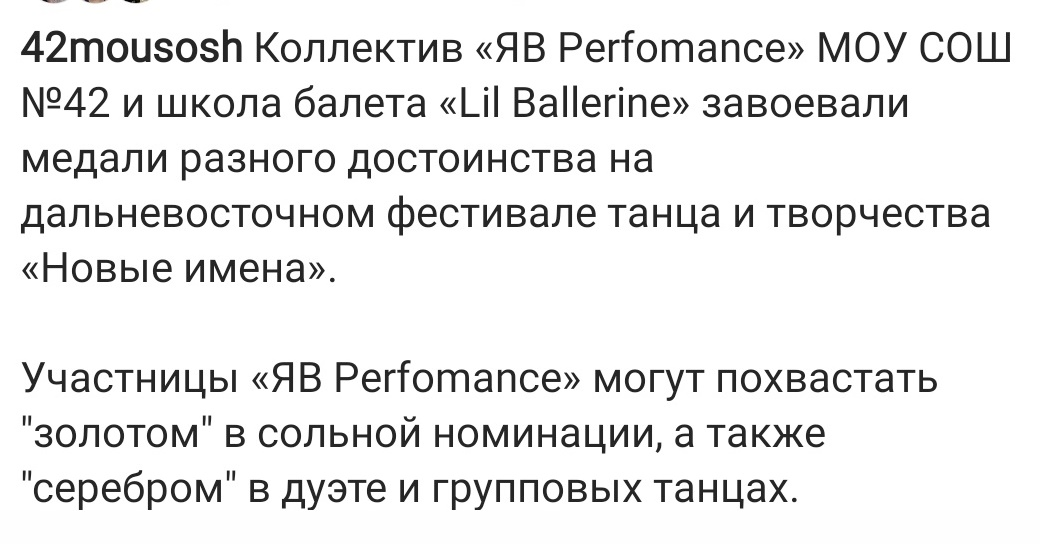 42mousosh Коллектив «ЯВ Perfomance» МОУ СОШ
№42 и школа балета «Lil Ballerine» завоевали
медали разного достоинства на
дальневосточном фестивале танца и творчества
«Новые имена».
Участницы «ЯВ Perfomance» могут похвастать
"золотом" в сольной номинации, а также
"серебром" в дуэте и групповых танцах.